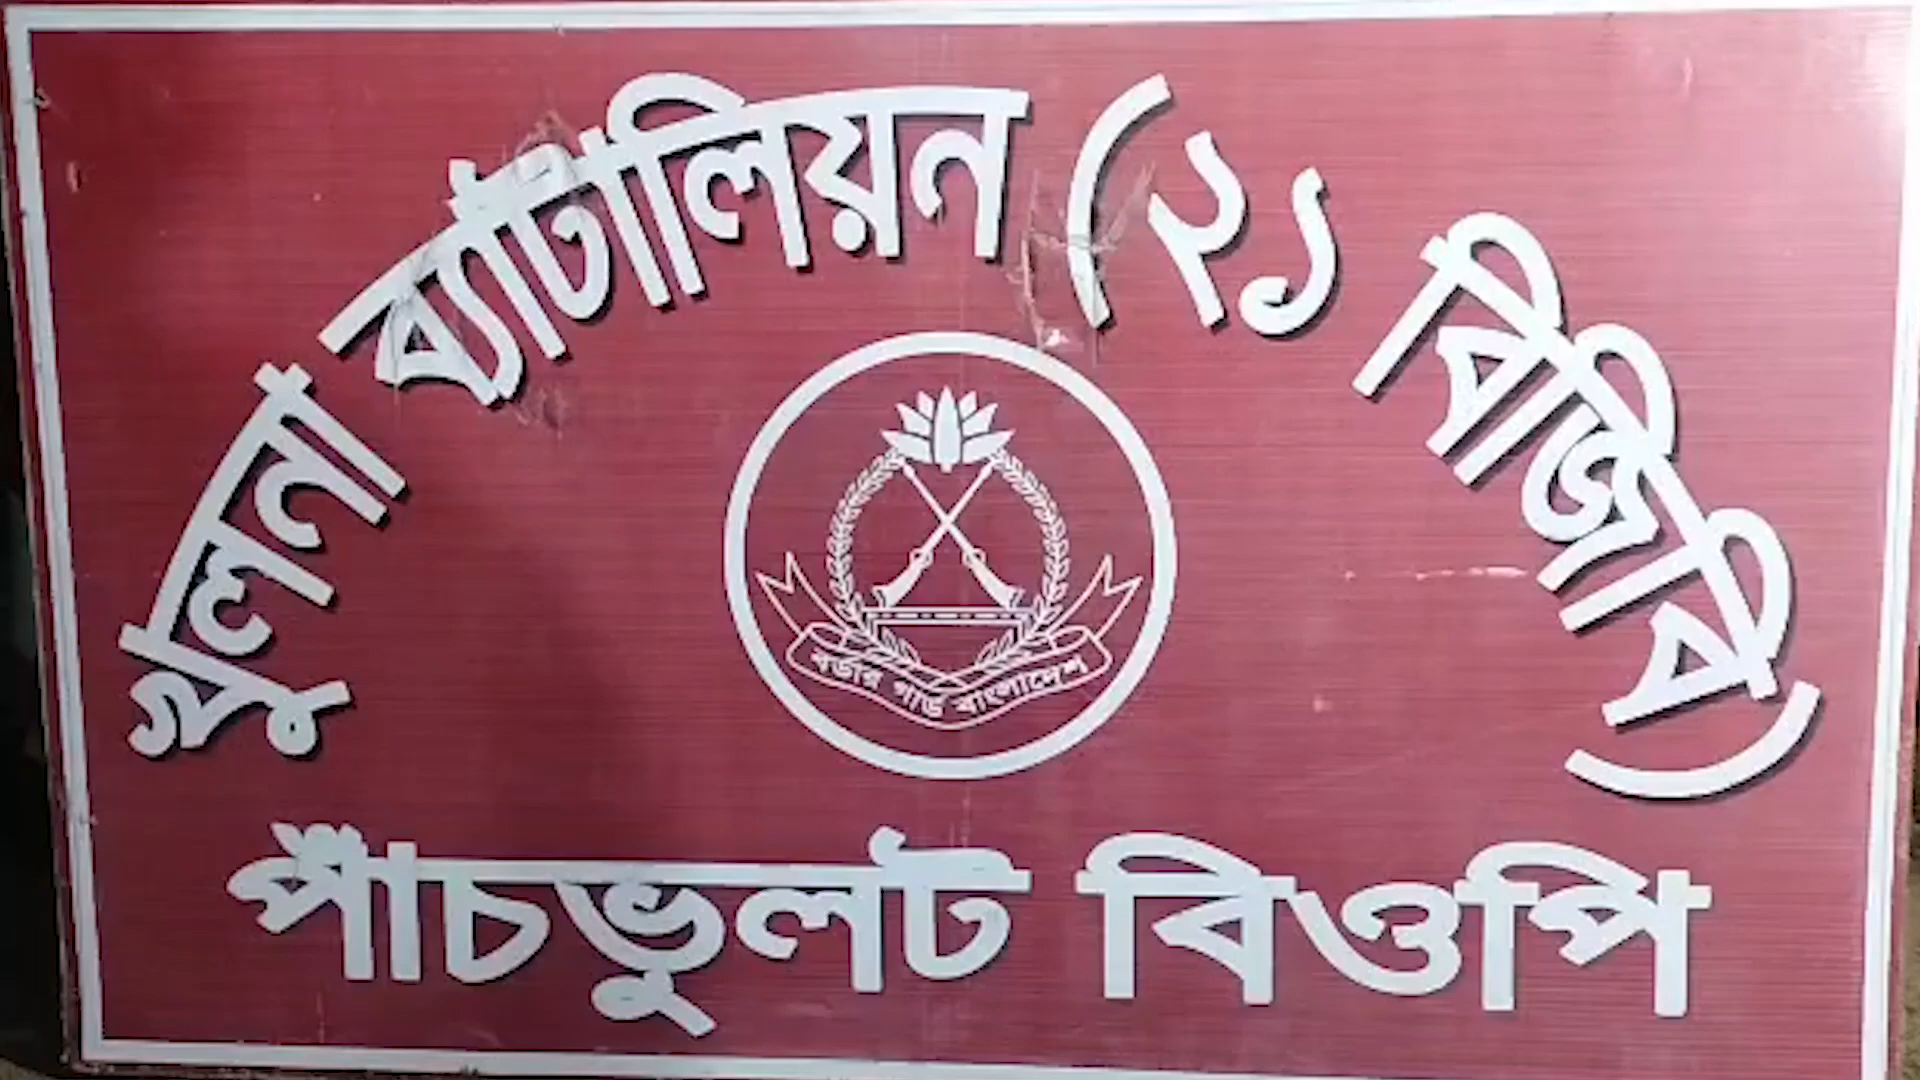 খুলনা ব্যাটালিয়ন (২১ বিজিবি)
বর্ডার গার্ড বাংলাদেশ
পাঁচভুলট বিওপি